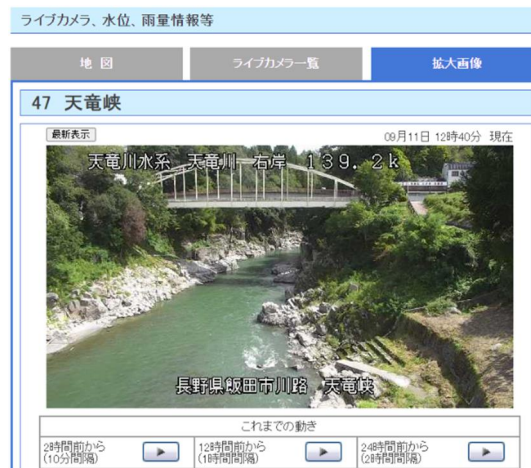 ライブカメラ、水位、雨量情報等
地 図
ライブカメラ一覧
拡大画像
47 天竜峡
最新表示
09月11日 12時40分 現在
天竜川水系 天竜川 右岸 139.2k
長野県飯田市川路 天竜峡
これまでの動き
2時間前から
(10分間隔)
12時間前から
(1時間間隔)
24時間前から
(2時間間隔)